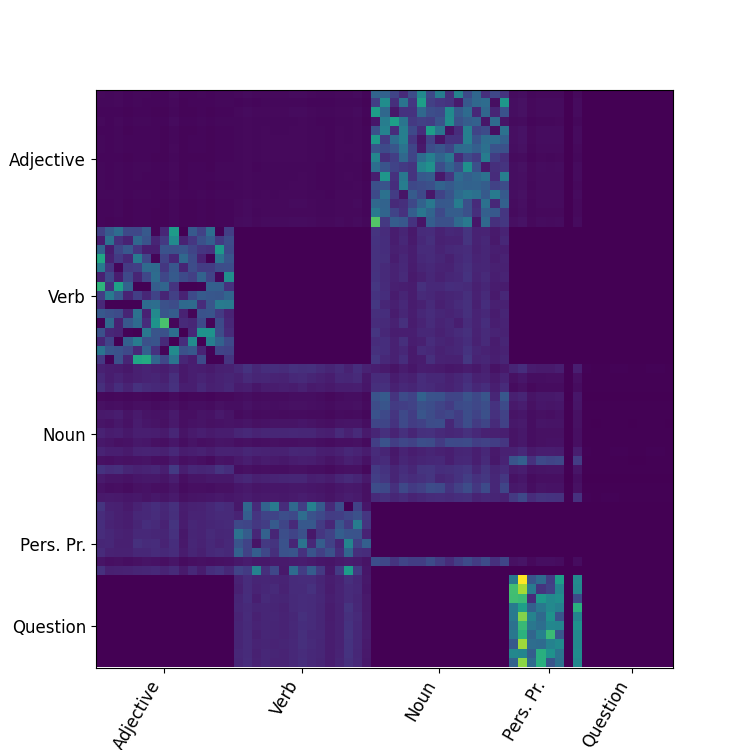 Adjective
Verb
Noun
Pers. Pr.
Question
Adjective
Verb
Noun
Pers. Pr.
Question